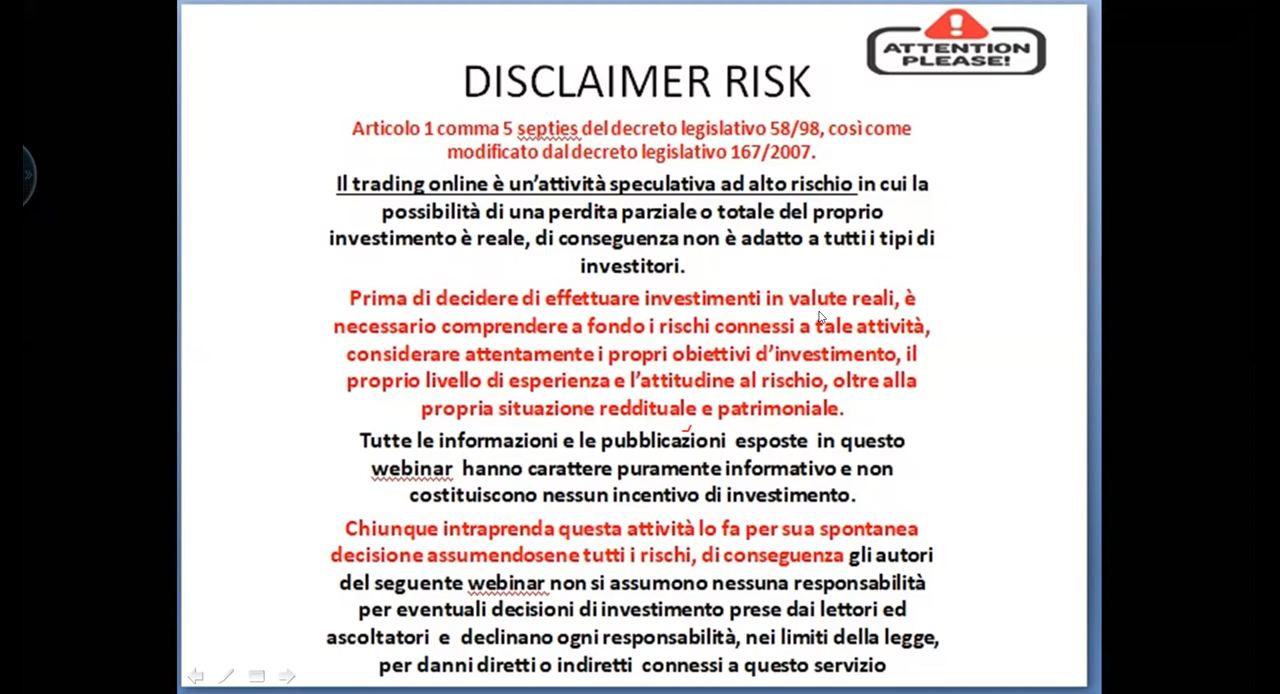 ATTENTION
PLEASE!
DISCLAIMER RISK
Articolo 1 comma 5 septies del decreto legislativo 58/98, così come
modificato dal decreto legislativo 167/2007.
Il trading online è un'attività speculativa ad alto rischio in cui la
possibilità di una perdita parziale o totale del proprio
investimento è reale, di conseguenza non è adatto a tutti i tipi di
investitori.
Prima di decidere di effettuare investimenti in valute reali, è
necessario comprendere a fondo i rischi connessi a tale attività,
considerare attentamente i propri obiettivi d'investimento, il
proprio livello di esperienza e l'attitudine al rischio, oltre alla
propria situazione reddituale e patrimoniale.
Tutte le informazioni e le pubblicazioni esposte in questo
webinar hanno carattere puramente informativo e non
costituiscono nessun incentivo di investimento.
Chiunque intraprenda questa attività lo fa per sua spontanea
decisione assumendosene tutti i rischi, di conseguenza gli autori
del seguente webinar non si assumono nessuna responsabilità
per eventuali decisioni di investimento prese dai lettori ed
ascoltatori e declinano ogni responsabilità, nei limiti della legge,
per danni diretti o indiretti connessi a questo servizio